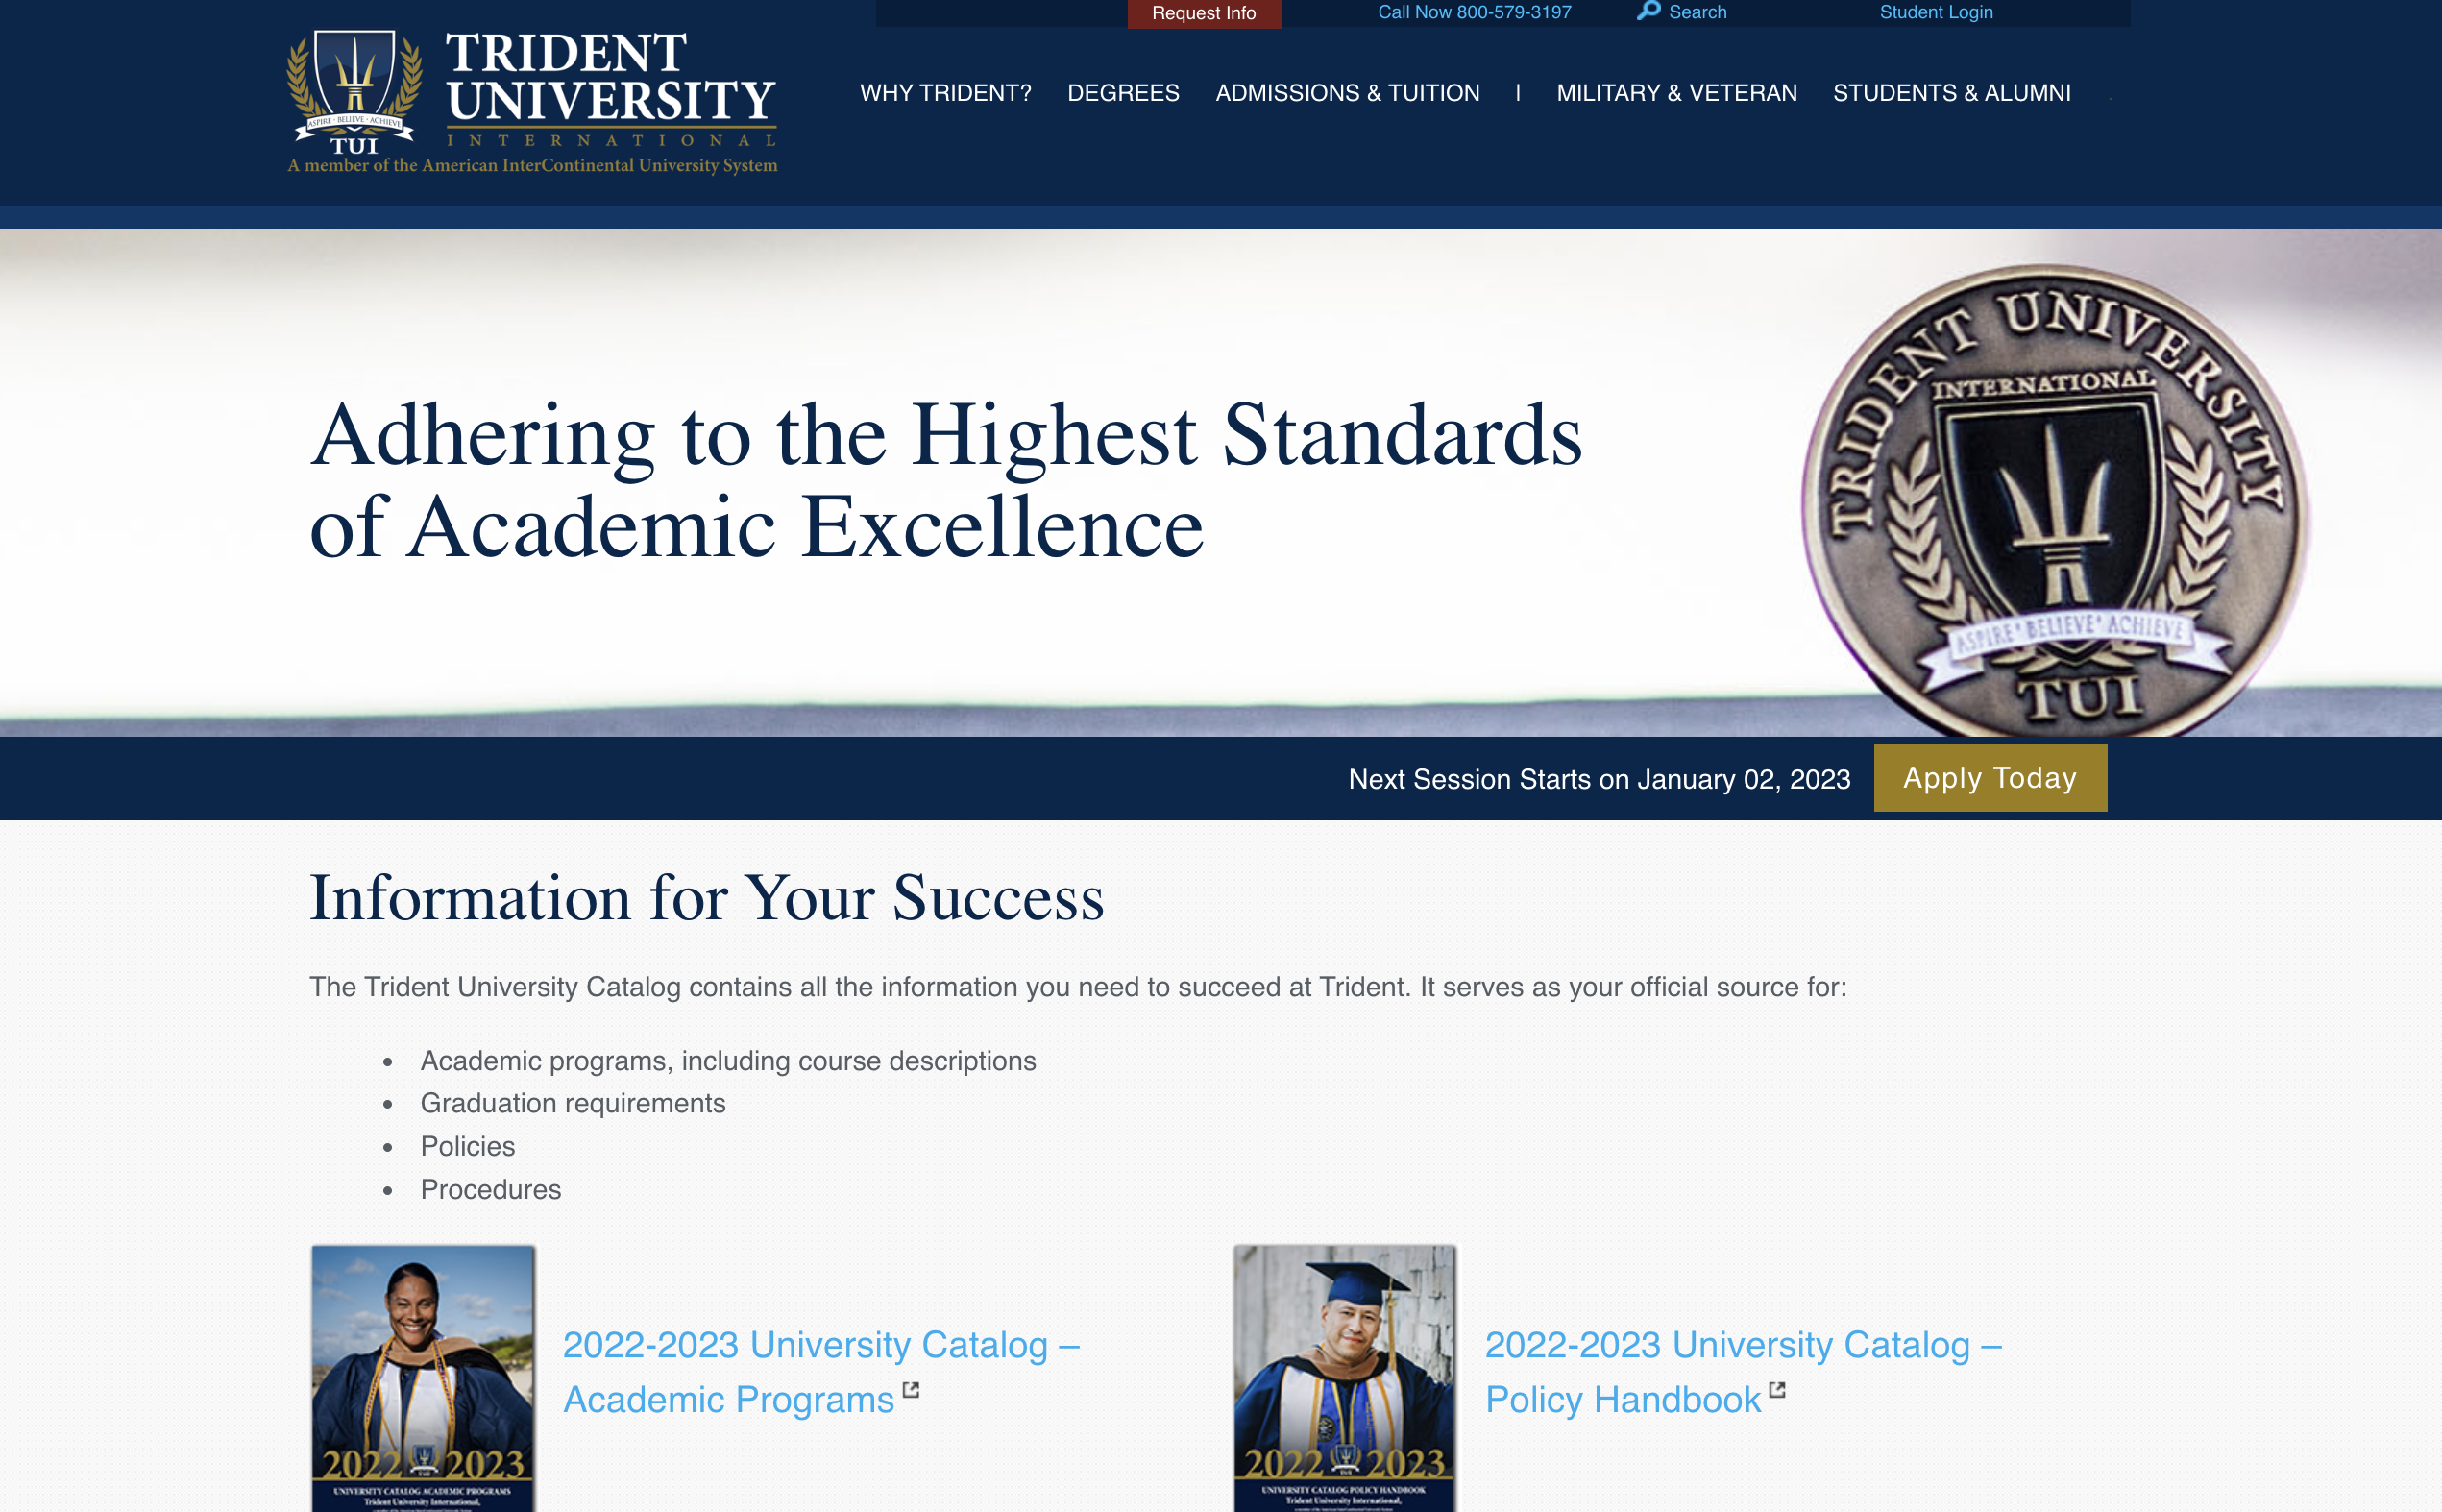 Request Info
Call Now 800-579-3197
Search
Student Login
TRIDENT
UNIVERSITY
INTERNATIONAL
ASPIRE · BELIEVE · ACHIEVE
TUI
A member of the American InterContinental University System
WHY TRIDENT?
DEGREES
ADMISSIONS & TUITION
|
MILITARY & VETERAN
STUDENTS & ALUMNI
Adhering to the Highest Standards
of Academic Excellence
TRIDENT UNIVERSITY
INTERNATIONAL
ASPIRE* BELIEVE* ACHIEVE
TUI
Next Session Starts on January 02, 2023
Apply Today
Information for Your Success
The Trident University Catalog contains all the information you need to succeed at Trident. It serves as your official source for:
• Academic programs, including course descriptions
• Graduation requirements
• Policies
• Procedures
2022-2023 University Catalog –
Academic Programs
2022 2023
UNIVERSITY CATALOG ACADEMIC PROGRAMS
Trident University International,
2022-2023 University Catalog –
Policy Handbook
2022 2023
UNIVERSITY CATALOG POLICY HANDBOOK
Trident University International,